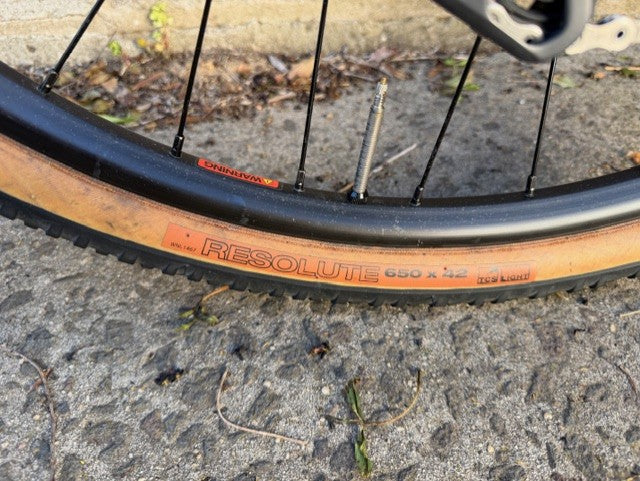 WARNING
RESOLUTE 650 x 42 TCS LIGHT